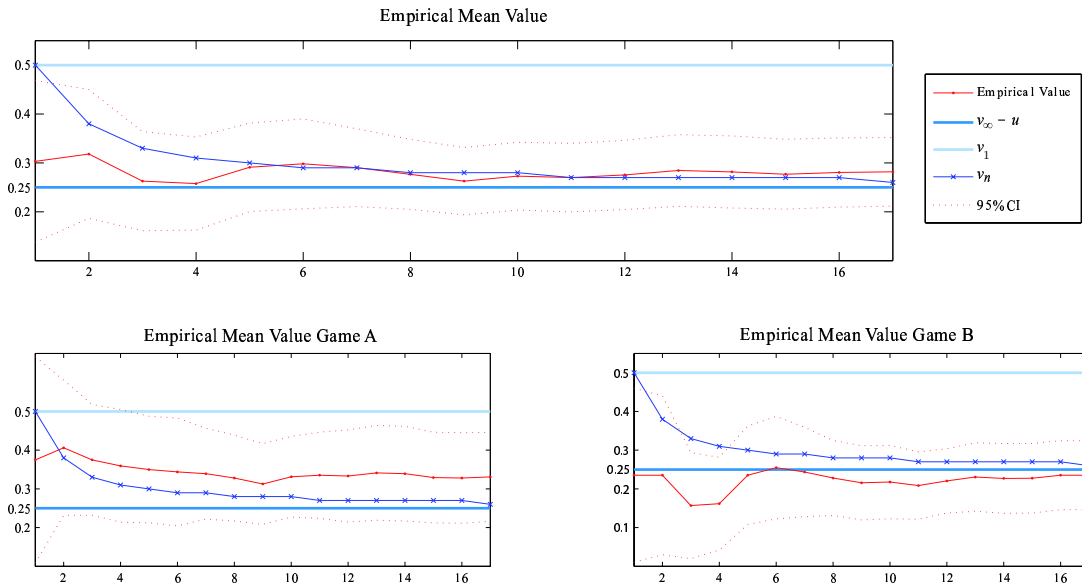 Empirical Mean Value
0.5
0.4
0.3
0.25
0.2
2 4 6 8 10 12 14 16
Empirical Value
v∞ − u
v1
vn
95%CI
Empirical Mean Value Game A
0.5
0.4
0.3
0.25
0.2
2 4 6 8 10 12 14 16
Empirical Mean Value Game B
0.5
0.4
0.3
0.25
0.2
0.1
2 4 6 8 10 12 14 16